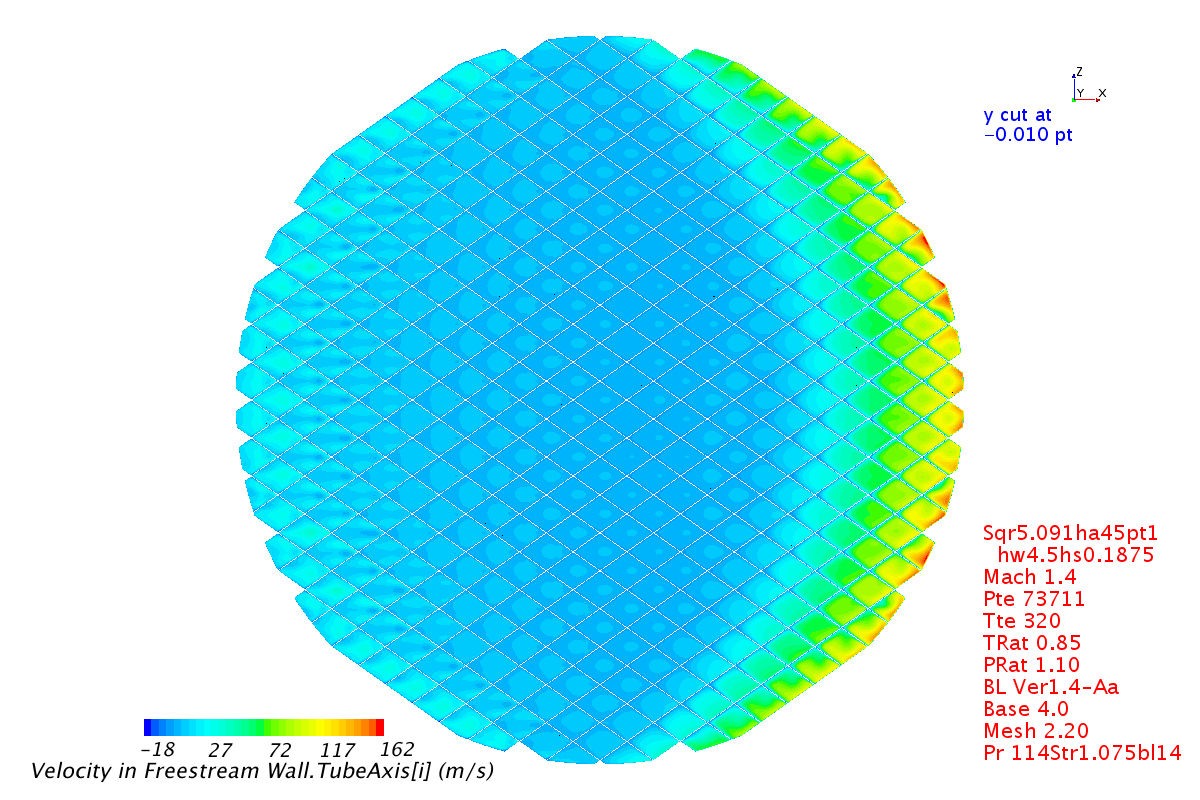 Z
Y X
y cut at
−0.010 pt
Sqr5.091ha45pt1
hw4.5hs0.1875
Mach 1.4
Pte 73711
Tte 320
TRat 0.85
PRat 1.10
BL Ver1.4−Aa
Base 4.0
Mesh 2.20
Pr 114Str1.075bl14
−18 27 72 117 162
Velocity in Freestream Wall.TubeAxis[i] (m/s)